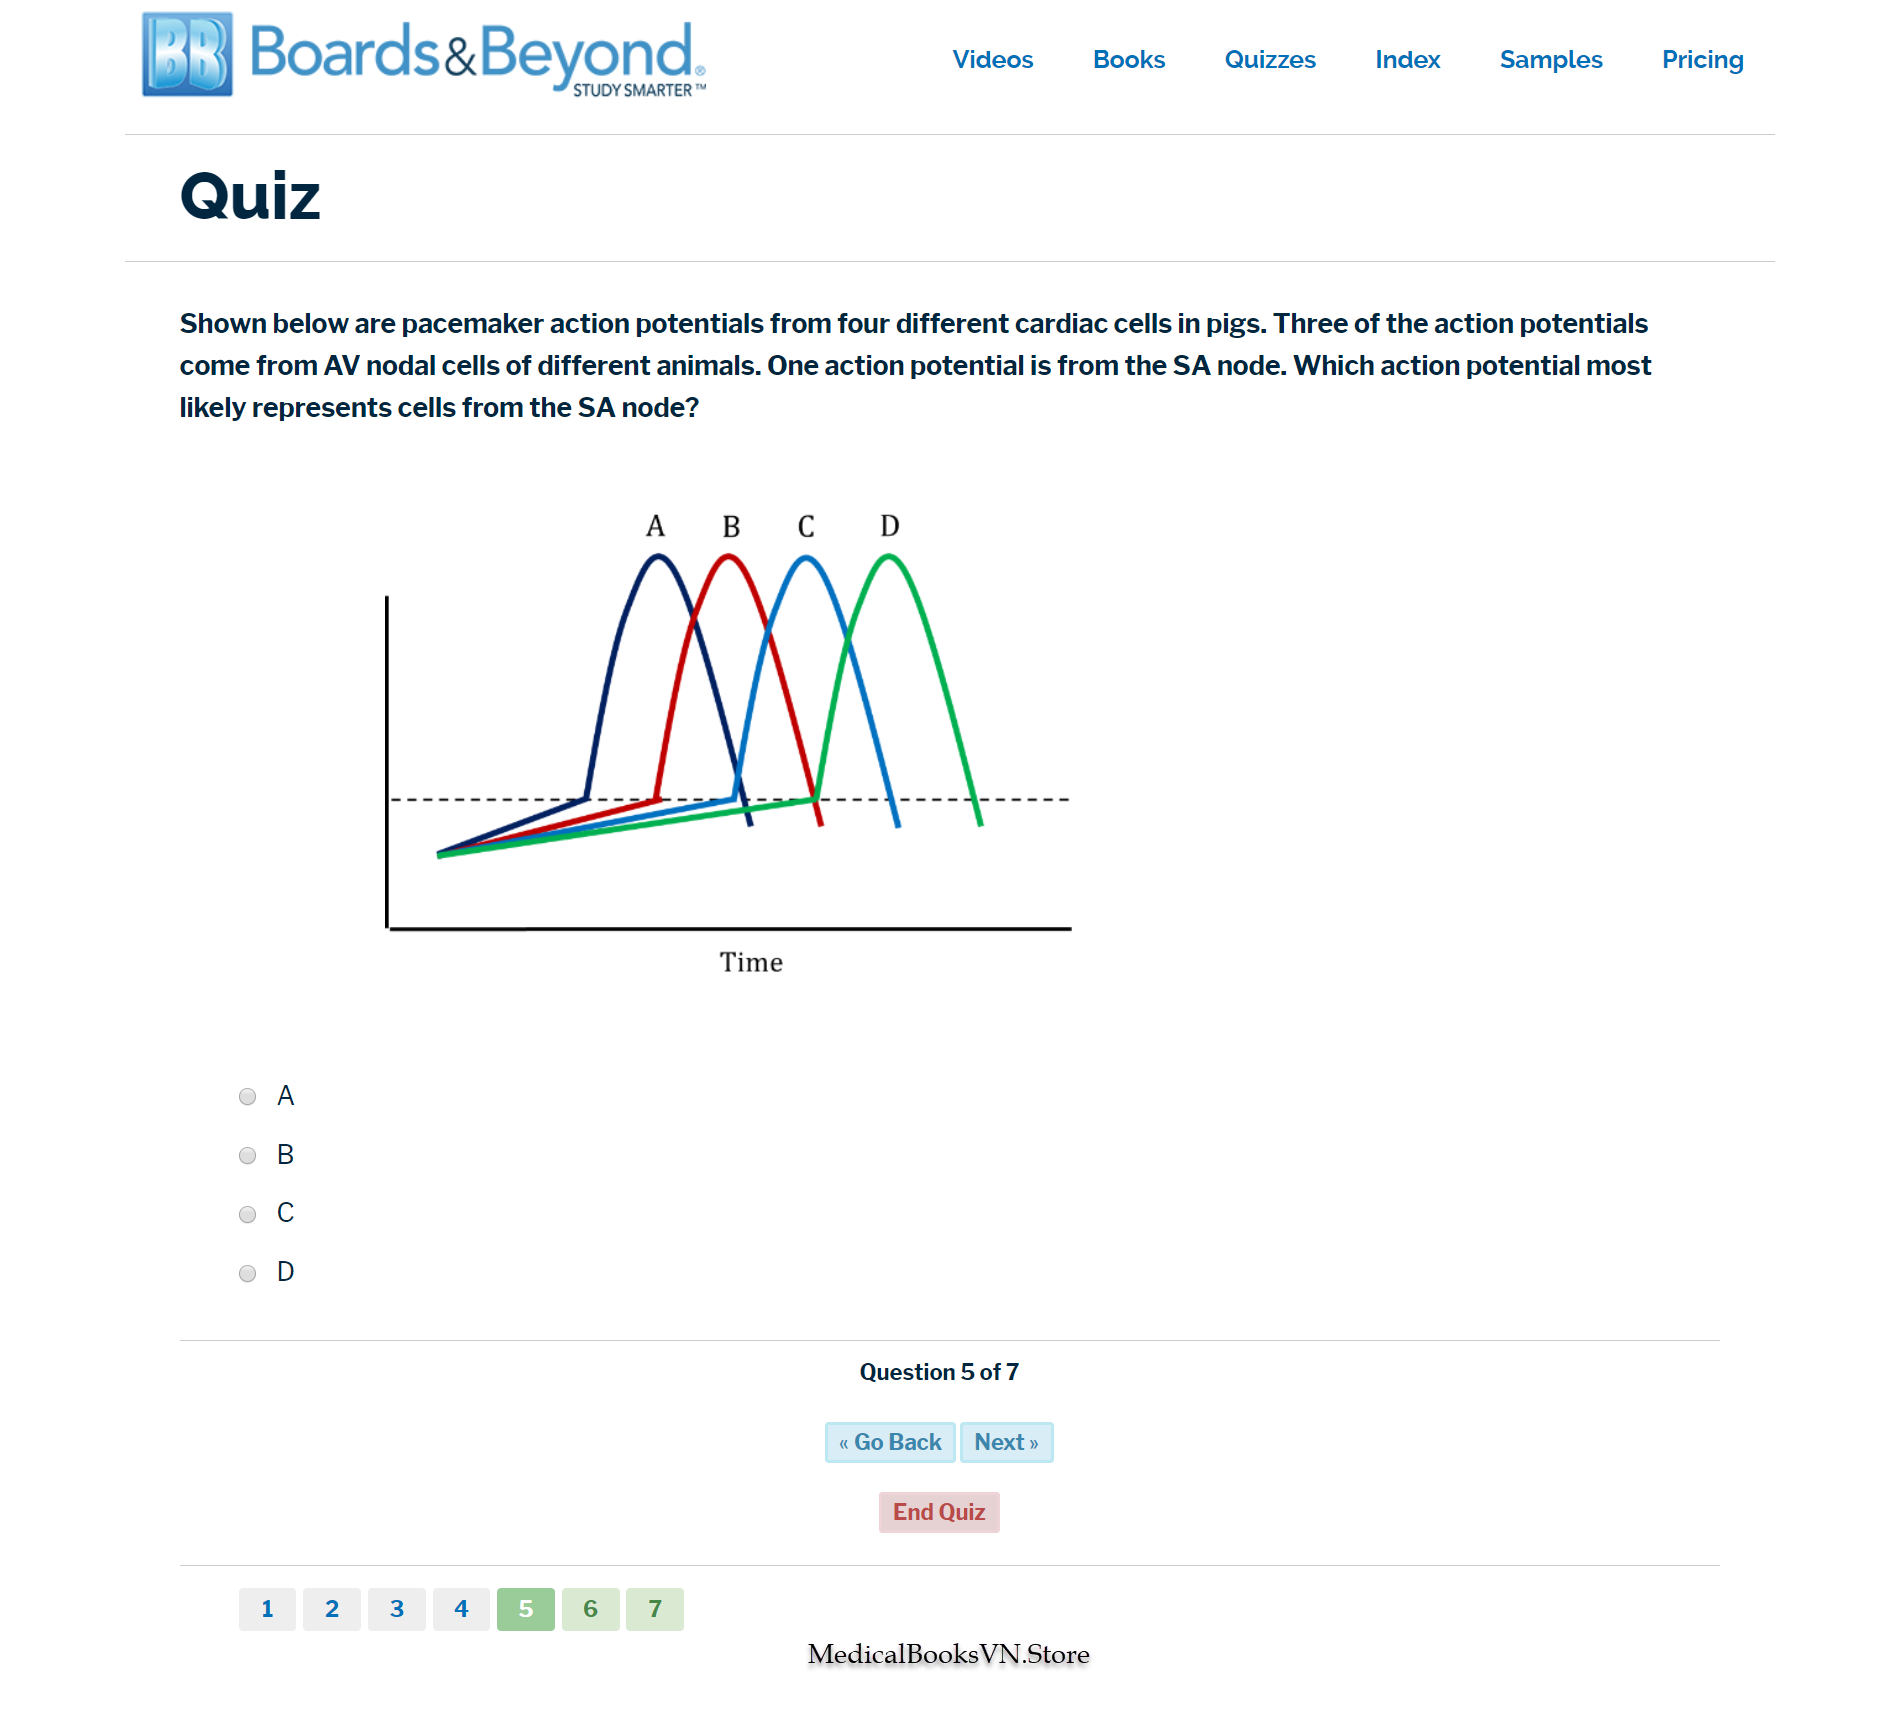 BB Boards&Beyond®
STUDY SMARTER™
Videos Books Quizzes Index Samples Pricing
Quiz
Shown below are pacemaker action potentials from four different cardiac cells in pigs. Three of the action potentials
come from AV nodal cells of different animals. One action potential is from the SA node. Which action potential most
likely represents cells from the SA node?
A B C D
Time
A
B
C
D
Question 5 of 7
« Go Back Next »
End Quiz
1 2 3 4 5 6 7
MedicalBooksVN.Store